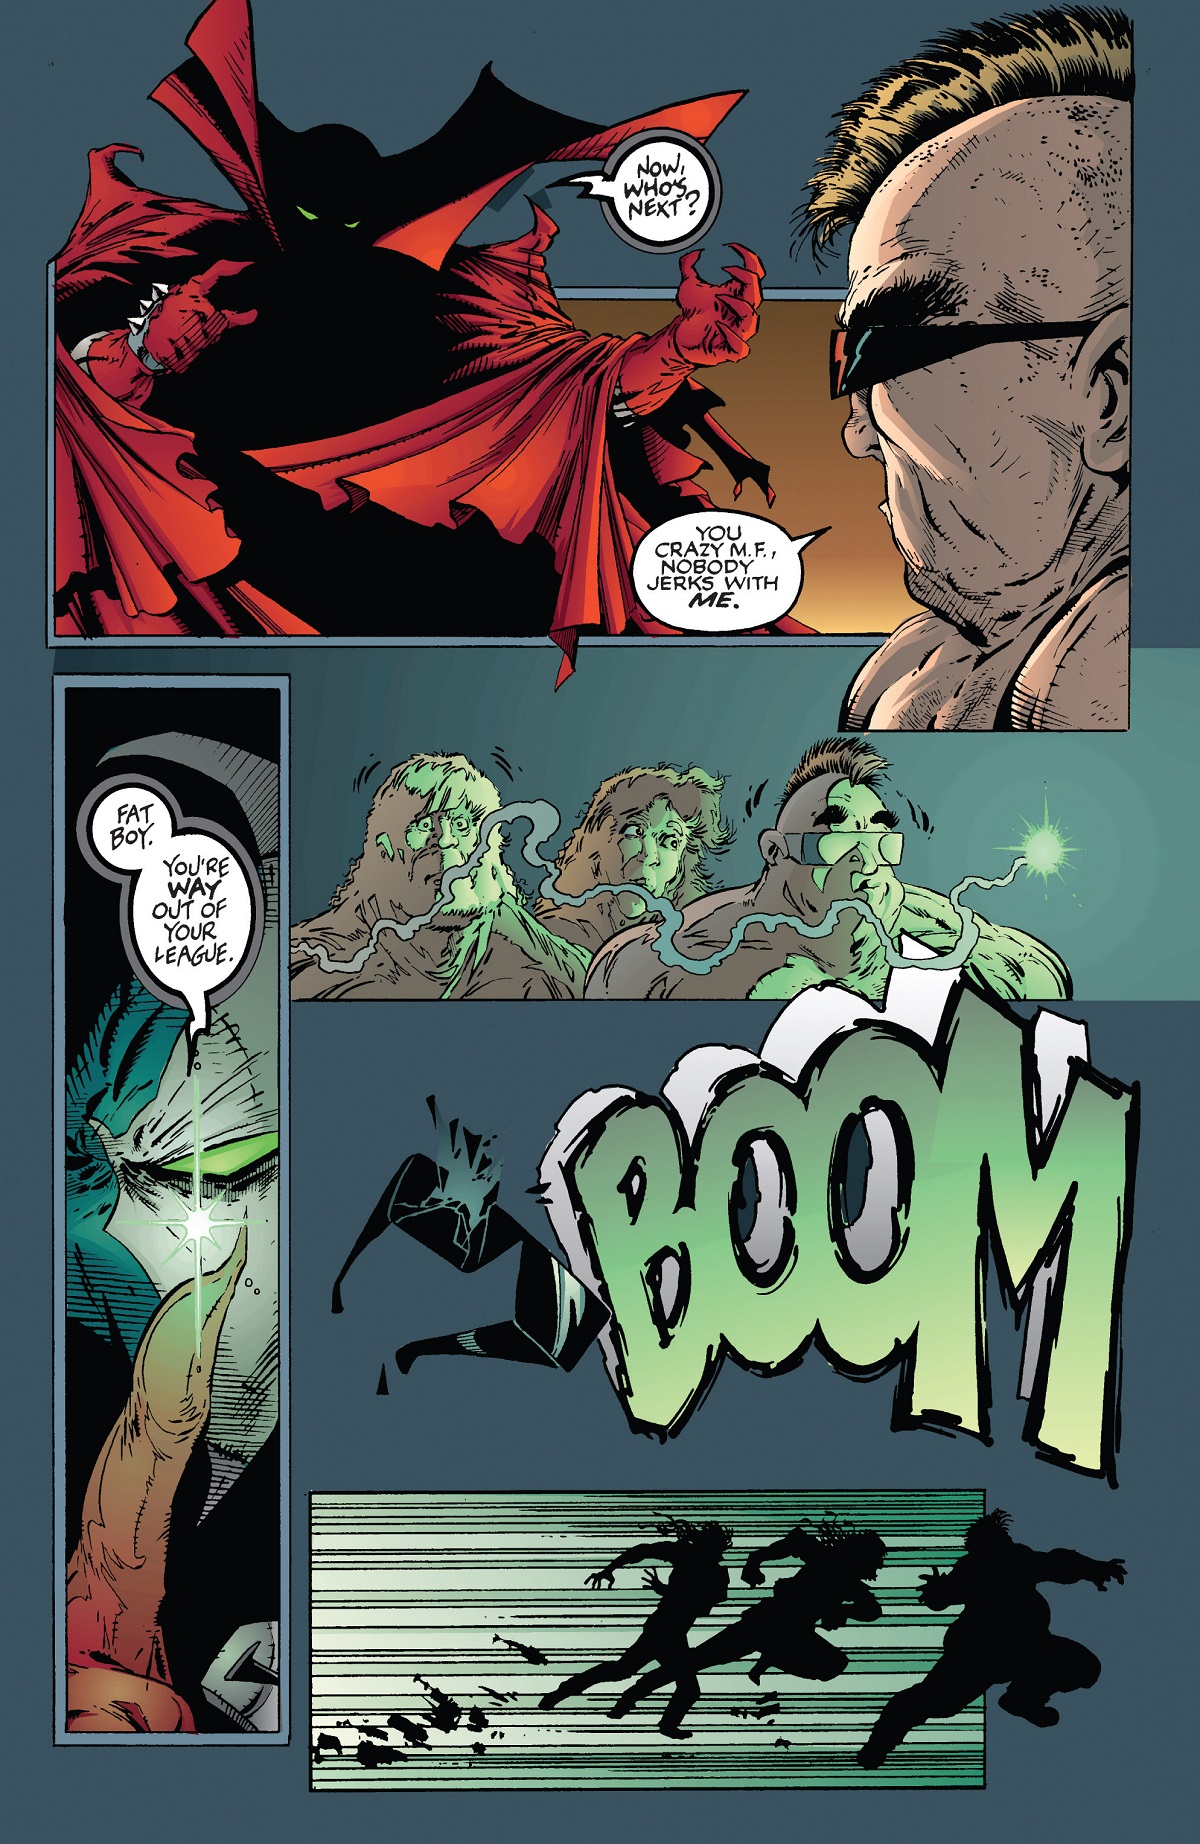 NOW,
WHO'S
NEXT?
YOU
CRAZY M.F.,
NOBODY
JERKS WITH
ME.
FAT
BOY.
YOU'RE
WAY
OUT OF
YOUR
LEAGUE.
BOOM